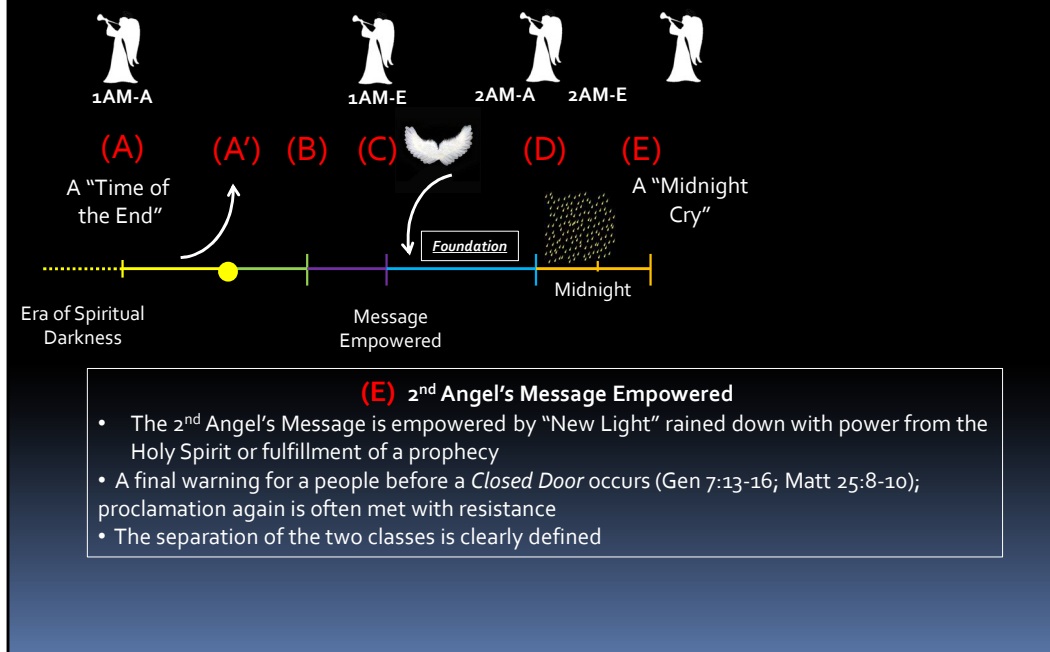 1AM-A 1AM-E 2AM-A 2AM-E
(A) (A’) (B) (C) (D) (E)
A “Time of
the End”
A “Midnight
Cry”
Foundation
Midnight
Era of Spiritual
Darkness
Message
Empowered
(E) 2nd Angel’s Message Empowered
• The 2nd Angel’s Message is empowered by “New Light” rained down with power from the
Holy Spirit or fulfillment of a prophecy
• A final warning for a people before a Closed Door occurs (Gen 7:13-16; Matt 25:8-10);
proclamation again is often met with resistance
• The separation of the two classes is clearly defined